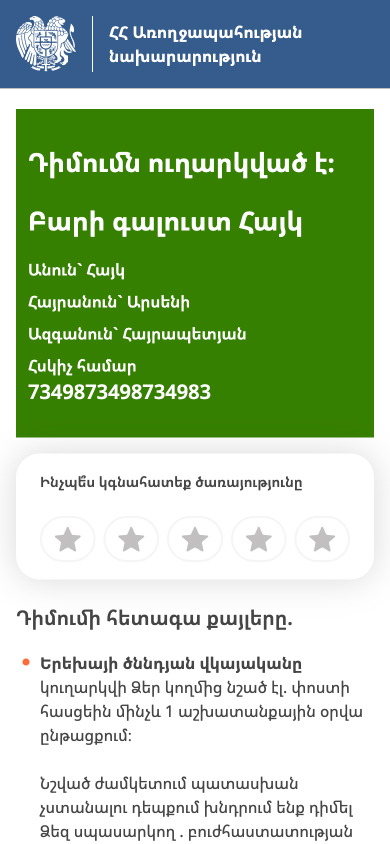 ՀՀ Առողջապահության
նախարարություն
Դիմումն ուղարկված է:
Բարի գալուստ Հայկ
Անուն՝ Հայկ
Հայրանուն՝ Արսենի
Ազգանուն՝ Հայրապետյան
Հսկիչ համար
7349873498734983
Ինչպե՞ս կգնահատեք ծառայությունը
Դիմումի հետագա քայլերը.
Երեխայի ծննդյան վկայականը
կուղարկվի Ձեր կողմից նշած էլ. փոստի
հասցեին մինչև 1 աշխատանքային օրվա
ընթացքում:
Նշված ժամկետում պատասխան
չստանալու դեպքում խնդրում ենք դիմել
Ձեզ սպասարկող . բուժհաստատության